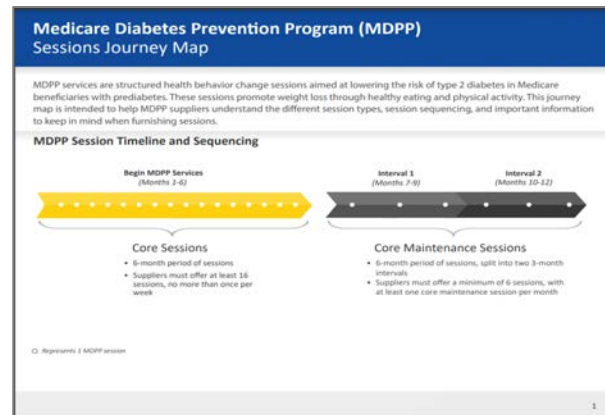 Medicare Diabetes Prevention Program (MDPP)
Sessions Journey Map
MDPP services are structured health behavior change sessions aimed at lowering the risk of type 2 diabetes in Medicare
beneficiaries with prediabetes. These sessions promote weight loss through healthy eating and physical activity. This journey
map is intended to help MDPP suppliers understand the different session types, session sequencing, and important information
to keep in mind when furnishing sessions.
MDPP Session Timeline and Sequencing
Begin MDPP Services
(Months 1-6)
Interval 1
(Months 7-9)
Interval 2
(Months 10-12)
Core Sessions
• 6-month period of sessions
• Suppliers must offer at least 16
sessions, no more than once per
week
Core Maintenance Sessions
• 6-month period of sessions, split into two 3-month
intervals
• Suppliers must offer a minimum of 6 sessions, with
at least one core maintenance session per month
Represents 1 MDPP session
1